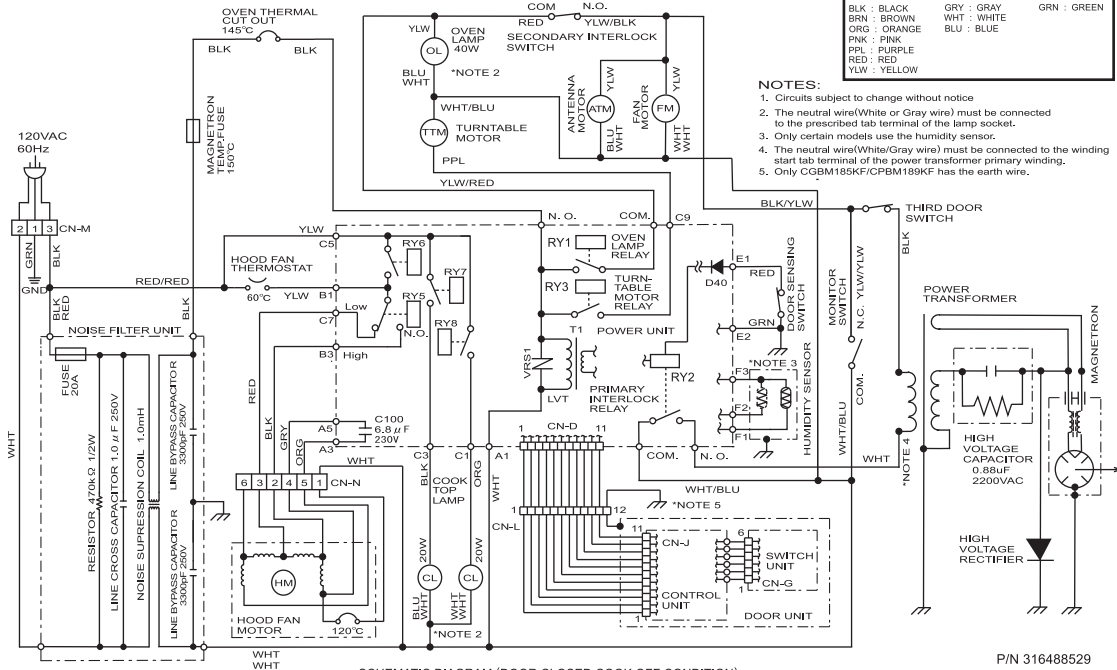 OVEN THERMAL
CUT OUT
145℃
BLK
BLK
COM
N.O.
RED
YLW/BLK
SECONDARY INTERLOCK
SWITCH
YLW
OL
OVEN
LAMP
40W
BLU
WHT
*NOTE 2
WHT/BLU
TTM
TURNTABLE
MOTOR
PPL
YLW/RED
ANTENNA
MOTOR
ATM
YLW
BLU
WHT
FAN
MOTOR
FM
YLW
WHT
WHT
BLK : BLACK
BRN : BROWN
ORG : ORANGE
PNK : PINK
PPL : PURPLE
RED : RED
YLW : YELLOW
GRY : GRAY
WHT : WHITE
BLU : BLUE
GRN : GREEN
NOTES:
1. Circuits subject to change without notice
2. The neutral wire(White or Gray wire) must be connected
to the prescribed tab terminal of the lamp socket.
3. Only certain models use the humidity sensor.
4. The neutral wire(White/Gray wire) must be connected to the winding
start tab terminal of the power transformer primary winding.
5. Only CGBM185KF/CPBM189KF has the earth wire.
MAGNETRON
TEMP.FUSE
150℃
120VAC
60Hz
2 1 3
CN-M
GRN
BLK
GND
BLK
RED
RED/RED
BLK
HOOD FAN
THERMOSTAT
60℃
YLW
C5
YLW
B1
C7
Low
B3
High
N.O.
RY6
RY5
RY7
RY8
N. O.
COM.
C9
RY1
OVEN
LAMP
RELAY
RY3
TURN-
TABLE
MOTOR
RELAY
T1
VRS1
LVT
POWER UNIT
PRIMARY
INTERLOCK
RELAY
RY2
D40
E1
RED
GRN
E2
DOOR SENSING
SWITCH
*NOTE 3
F3
F2
F1
HUMIDITY SENSOR
COM.
N. O.
BLK/YLW
THIRD DOOR
SWITCH
BLK
MONITOR
SWITCH
N.C. YLW/YLW
COM.
WHT/BLU
WHT
*NOTE 4
POWER
TRANSFORMER
MAGNETRON
HIGH
VOLTAGE
CAPACITOR
0.88uF
2200VAC
HIGH
VOLTAGE
RECTIFIER
NOISE FILTER UNIT
FUSE
20A
WHT
RESISTOR 470kΩ 1/2W
LINE CROSS CAPACITOR 1.0 μF 250V
NOISE SUPRESSION COIL 1.0mH
LINE BYPASS CAPACITOR
3300pF 250V
LINE BYPASS CAPACITOR
3300pF 250V
RED
BLK
GRY
ORG
A5
A3
C100
6.8 μF
230V
WHT
6 3 2 4 5 1
CN-N
HM
HOOD FAN
MOTOR
120℃
C3
C1
A1
BLK
ORG
WHT
COOK
TOP
LAMP
20W
20W
CL
CL
BLU
WHT
WHT
WHT
*NOTE 2
1
CN-D
11
WHT/BLU
*NOTE 5
1
12
CN-L
11
CN-J
CONTROL
UNIT
1
6
SWITCH
UNIT
CN-G
1
DOOR UNIT
WHT
WHT
P/N 316488529